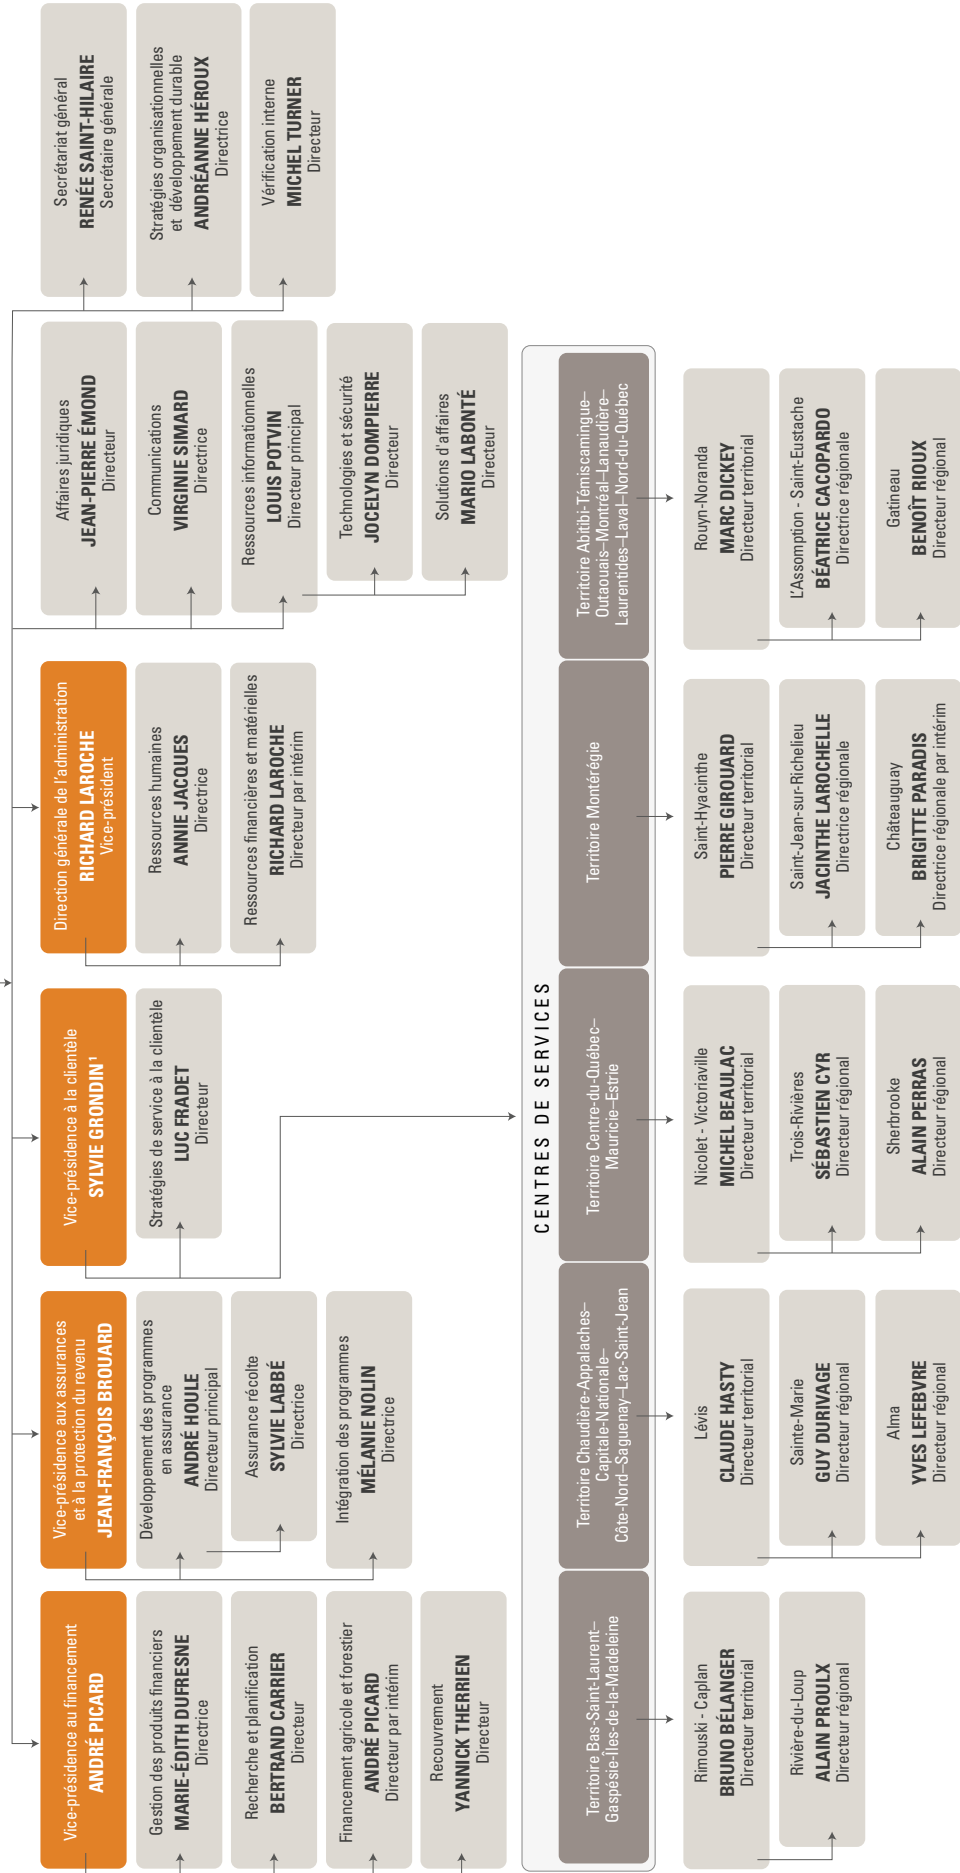 Vice-présidence au financement
ANDRÉ PICARD
Gestion des produits financiers
MARIE-ÉDITH DUFRESNE
Directrice
Recherche et planification
BERTRAND CARRIER
Directeur
Financement agricole et forestier
ANDRÉ PICARD
Directeur par intérim
Recouvrement
YANNICK THERRIEN
Directeur
Vice-présidence aux assurances
et à la protection du revenu
JEAN-FRANÇOIS BROUARD
Développement des programmes
en assurance
ANDRÉ HOULE
Directeur principal
Assurance récolte
SYLVIE LABBÉ
Directrice
Intégration des programmes
MÉLANIE NOLIN
Directrice
Vice-présidence à la clientèle
SYLVIE GRONDIN¹
Stratégies de service à la clientèle
LUC FRADET
Directeur
Direction générale de l'administration
RICHARD LAROCHE
Vice-président
Ressources humaines
ANNIE JACQUES
Directrice
Ressources financières et matérielles
RICHARD LAROCHE
Directeur par intérim
Affaires juridiques
JEAN-PIERRE ÉMOND
Directeur
Communications
VIRGINIE SIMARD
Directrice
Ressources informationnelles
LOUIS POTVIN
Directeur principal
Technologies et sécurité
JOCELYN DOMPIERRE
Directeur
Solutions d'affaires
MARIO LABONTÉ
Directeur
Secrétariat général
RENÉE SAINT-HILAIRE
Secrétaire générale
Stratégies organisationnelles
et développement durable
ANDRÉANNE HÉROUX
Directrice
Vérification interne
MICHEL TURNER
Directeur
CENTRES DE SERVICES
Territoire Bas-Saint-Laurent–
Gaspésie–Îles-de-la-Madeleine
Rimouski - Caplan
BRUNO BÉLANGER
Directeur territorial
Rivière-du-Loup
ALAIN PROULX
Directeur régional
Territoire Chaudière-Appalaches–
Capitale-Nationale–
Côte-Nord–Saguenay–Lac-Saint-Jean
Lévis
CLAUDE HASTY
Directeur territorial
Sainte-Marie
GUY DURIVAGE
Directeur régional
Alma
YVES LEFEBVRE
Directeur régional
Territoire Centre-du-Québec–
Mauricie–Estrie
Nicolet - Victoriaville
MICHEL BEAULAC
Directeur territorial
Trois-Rivières
SÉBASTIEN CYR
Directeur régional
Sherbrooke
ALAIN PERRAS
Directeur régional
Territoire Montérégie
Saint-Hyacinthe
PIERRE GIROUARD
Directeur territorial
Saint-Jean-sur-Richelieu
JACINTHE LAROCHELLE
Directrice régionale
Châteauguay
BRIGITTE PARADIS
Directrice régionale par intérim
Territoire Abitibi-Témiscamingue–
Outaouais–Montréal–Lanaudière–
Laurentides–Laval–Nord-du-Québec
Rouyn-Noranda
MARC DICKEY
Directeur territorial
L'Assomption - Saint-Eustache
BÉATRICE CACOPARDO
Directrice régionale
Gatineau
BENOÎT RIOUX
Directeur régional